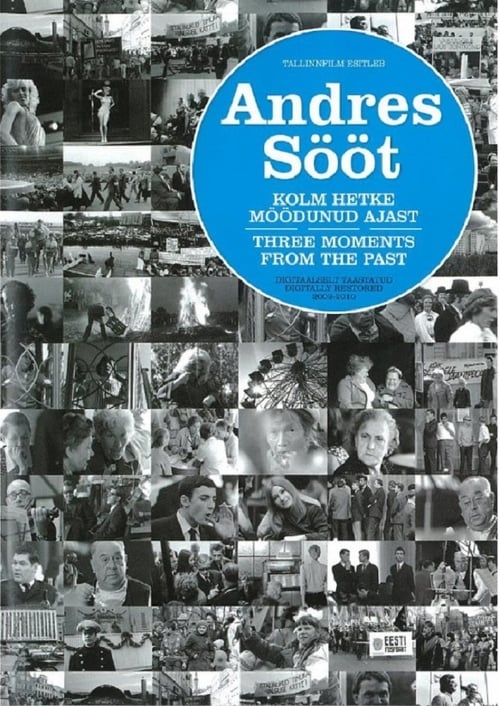 TALLINNFILM ESITLEB
Andres
Sööt
KOLM HETKE
MÖÖDUNUD AJAST
THREE MOMENTS
FROM THE PAST
DIGITAALSELT TAASTATUD
DIGITALLY RESTORED
2009-2010
EESTI